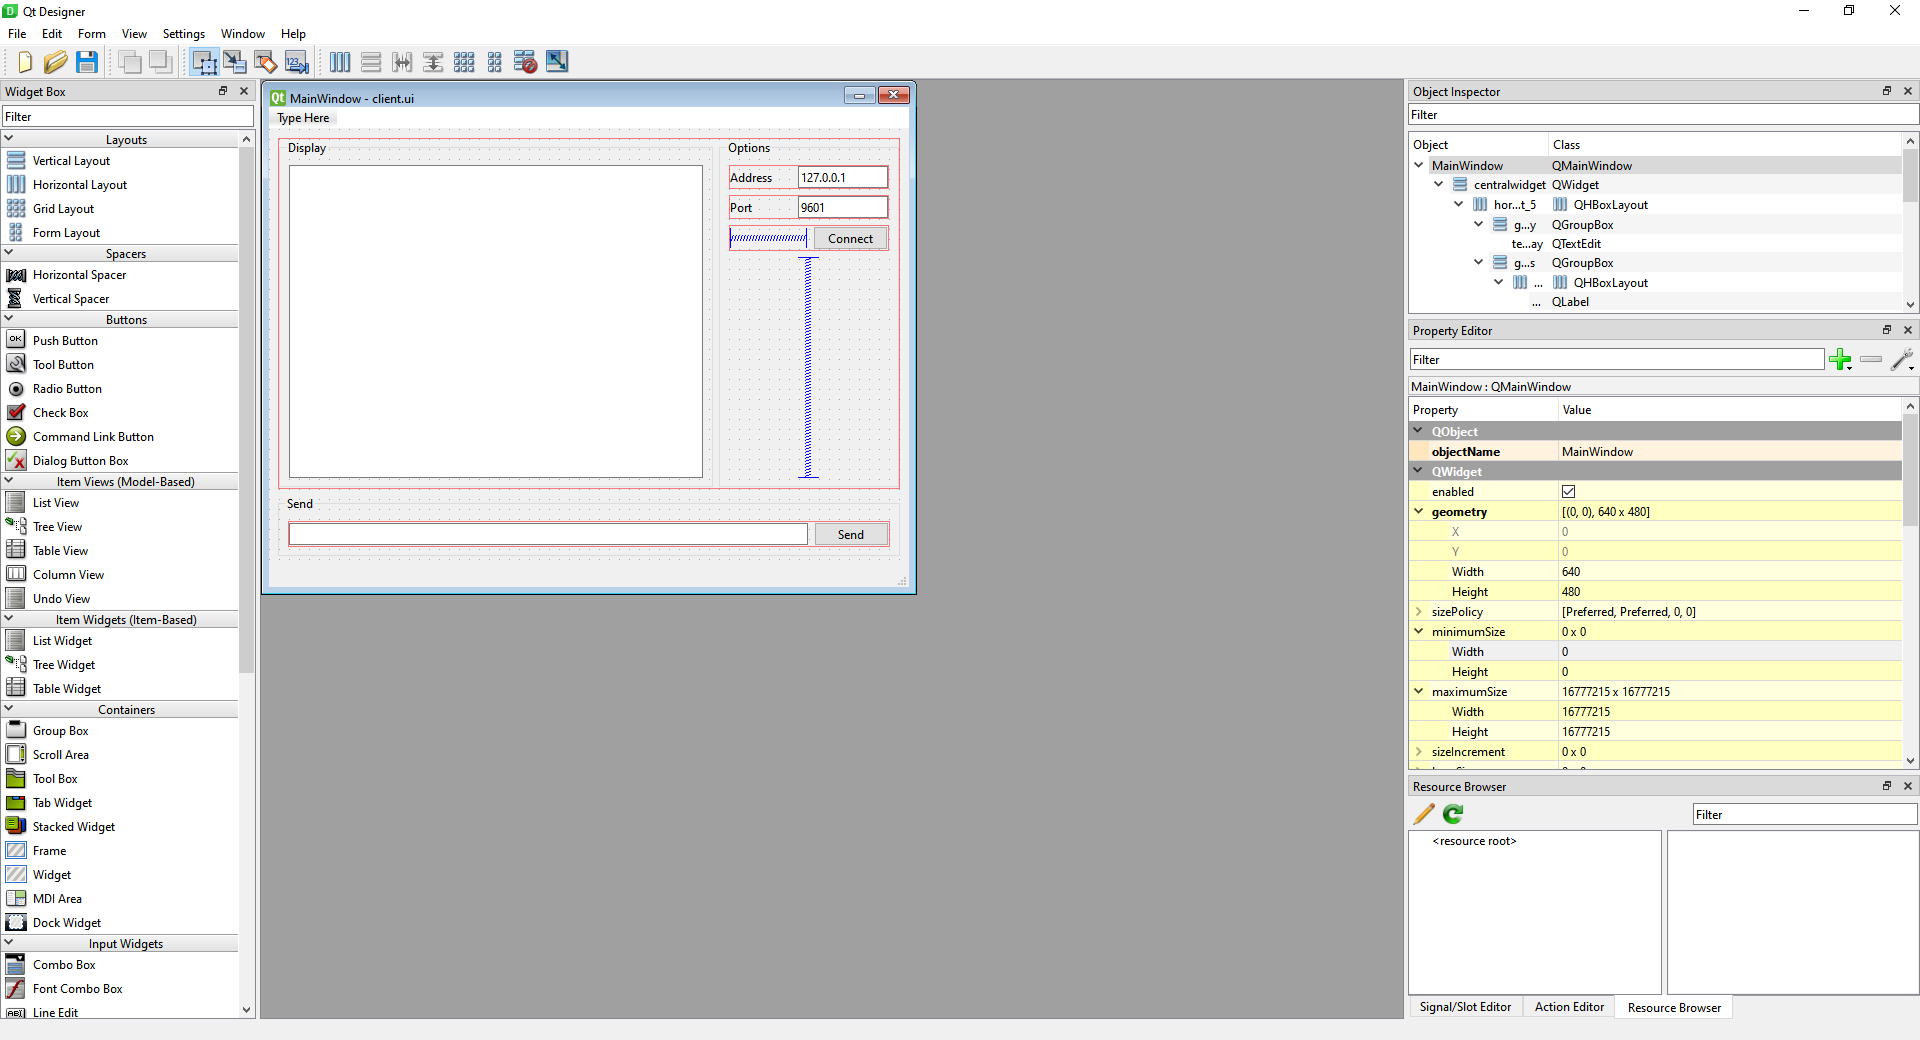 Qt Designer
File Edit Form View Settings Window Help
Widget Box
Filter
Layouts
Vertical Layout
Horizontal Layout
Grid Layout
Form Layout
Spacers
Horizontal Spacer
Vertical Spacer
Buttons
Push Button
Tool Button
Radio Button
Check Box
Command Link Button
Dialog Button Box
Item Views (Model-Based)
List View
Tree View
Table View
Column View
Undo View
Item Widgets (Item-Based)
List Widget
Tree Widget
Table Widget
Containers
Group Box
Scroll Area
Tool Box
Tab Widget
Stacked Widget
Frame
Widget
MDI Area
Dock Widget
Input Widgets
Combo Box
Font Combo Box
Line Edit
MainWindow - client.ui
Type Here
Display
Options
Address 127.0.0.1
Port 9601
Connect
Send
Send
Object Inspector
Filter
Object Class
MainWindow QMainWindow
centralwidget QWidget
hor...t_5 QHBoxLayout
g...y QGroupBox
te...ay QTextEdit
g...s QGroupBox
... QHBoxLayout
... QLabel
Property Editor
Filter
MainWindow : QMainWindow
Property Value
QObject
objectName MainWindow
QWidget
enabled
geometry [(0, 0), 640 x 480]
X 0
Y 0
Width 640
Height 480
sizePolicy [Preferred, Preferred, 0, 0]
minimumSize 0 x 0
Width 0
Height 0
maximumSize 16777215 x 16777215
Width 16777215
Height 16777215
sizeIncrement 0 x 0
Resource Browser
Filter
<resource root>
Signal/Slot Editor Action Editor Resource Browser